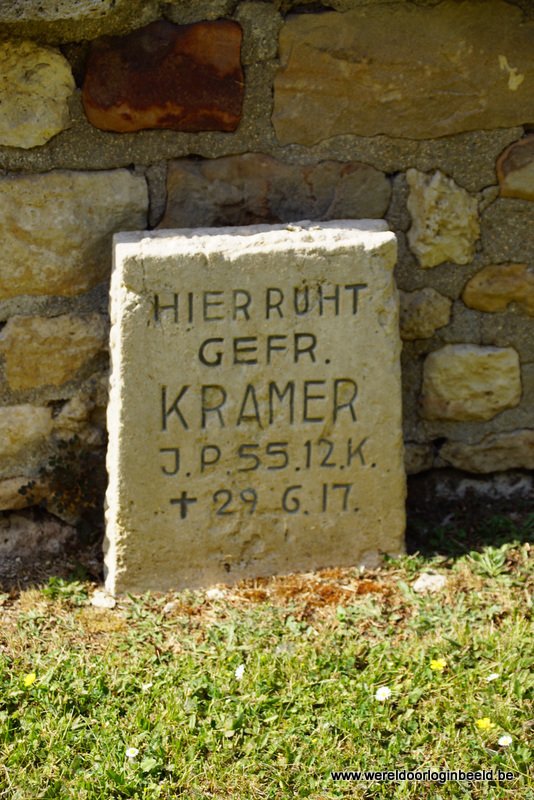 HIER RUHT
GEFR.
KRAMER
J.P.55.12.K.
+ 29 6.17.
www.wereldoorloginbeeld.be